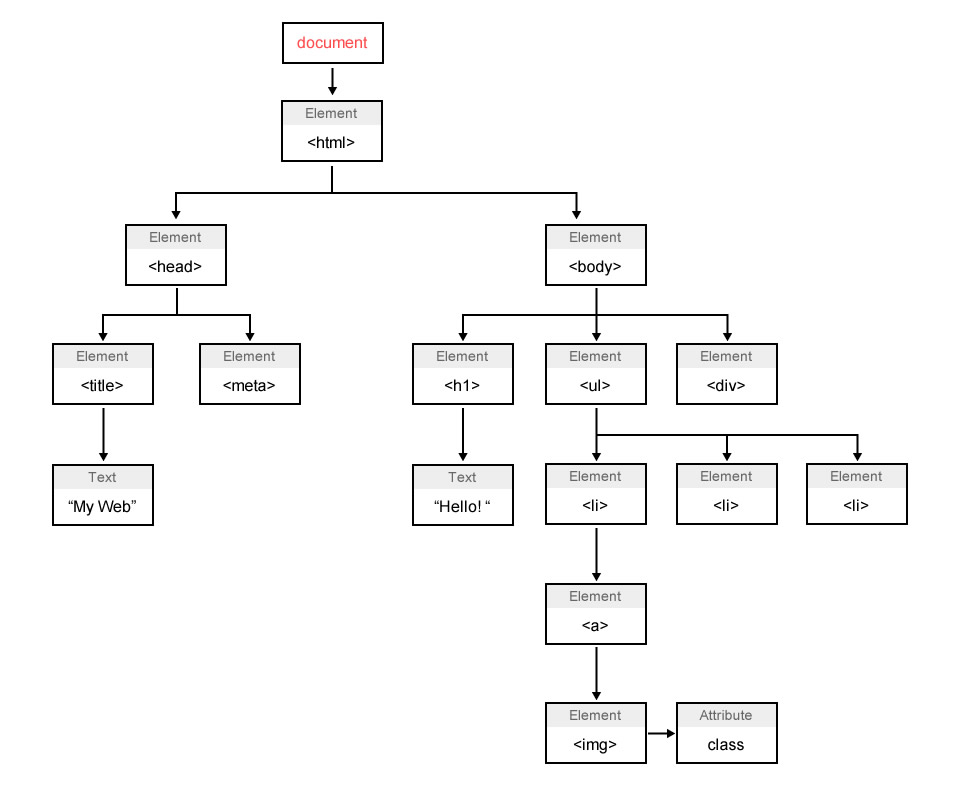 document
Element
<html>
Element
<head>
Element
<body>
Element
<title>
Element
<meta>
Element
<h1>
Element
<ul>
Element
<div>
Text
“My Web”
Text
“Hello! “
Element
<li>
Element
<li>
Element
<li>
Element
<a>
Element
<img>
Attribute
class